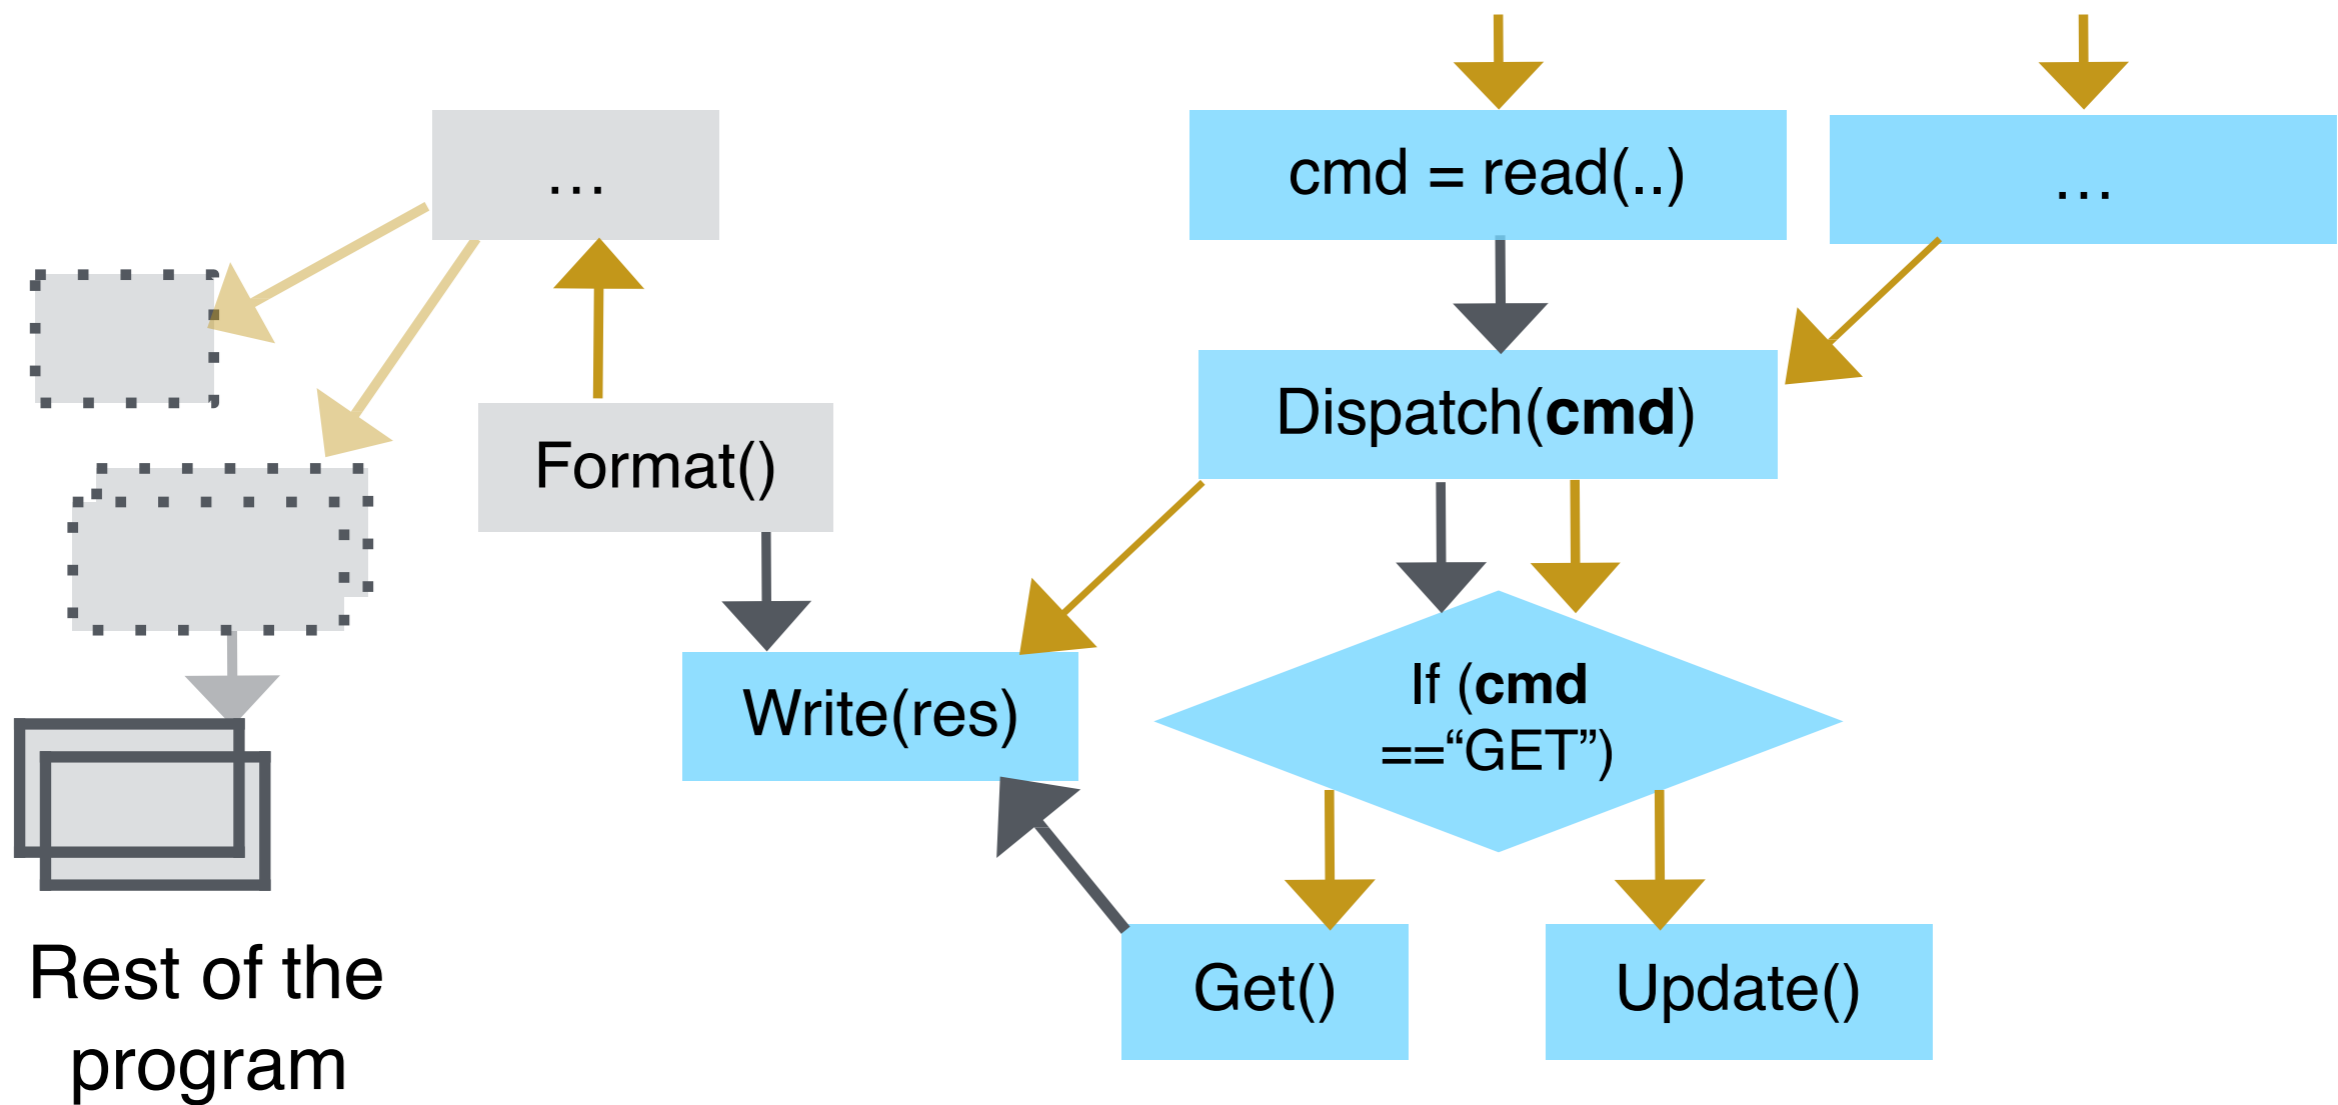 …
cmd = read(..)
…
Dispatch(cmd)
Format()
Write(res)
If (cmd
==“GET”)
Get()
Update()
Rest of the
program